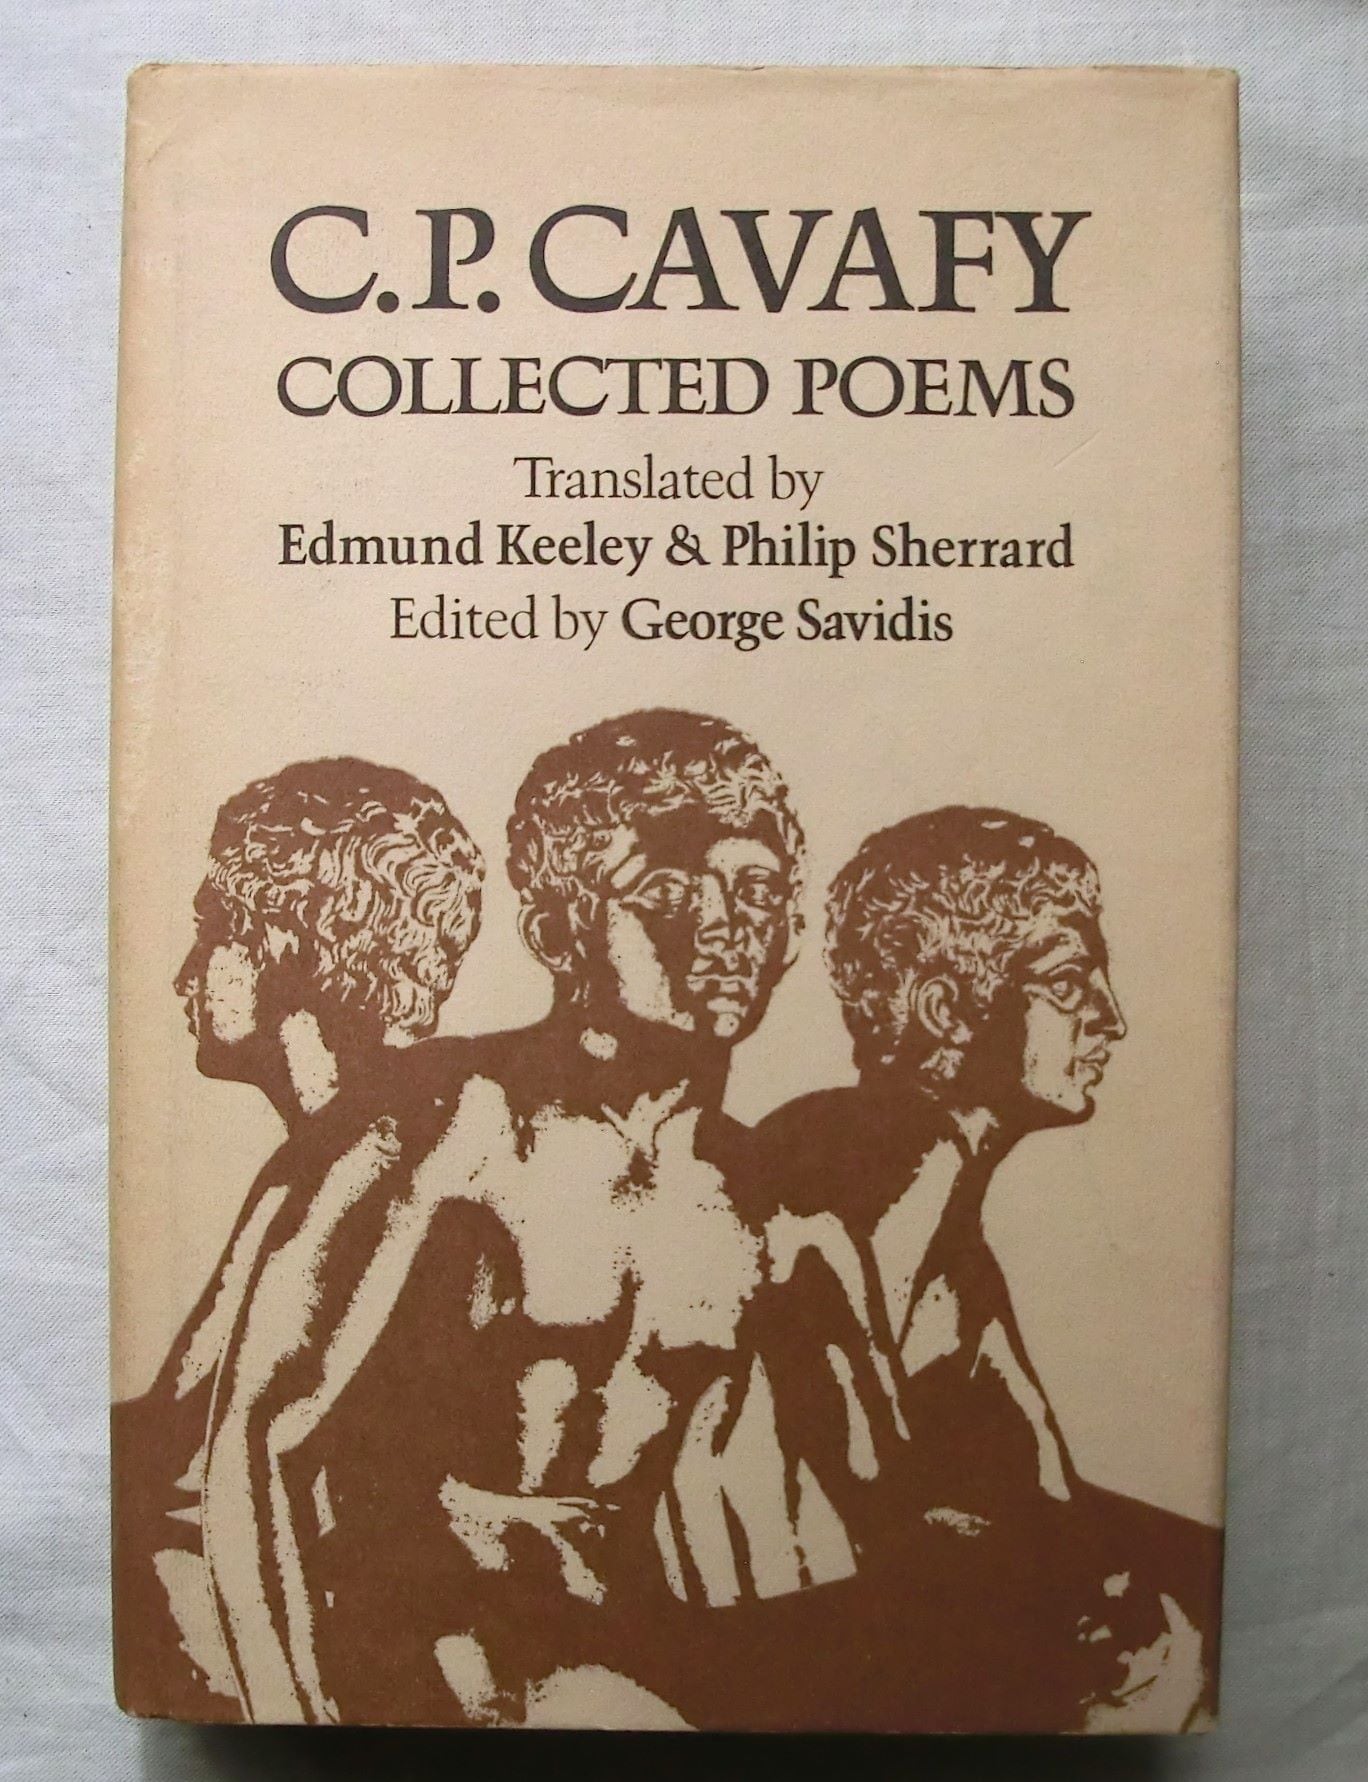 C.P. CAVAFY
COLLECTED POEMS
Translated by
Edmund Keeley & Philip Sherrard
Edited by George Savidis